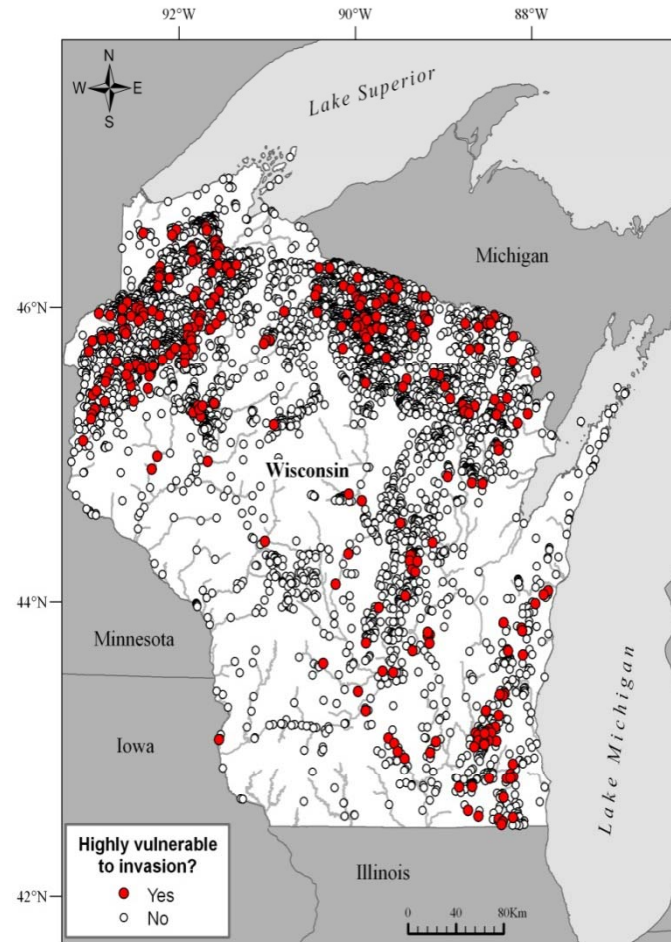 92°W 90°W 88°W
N
W E
S
Lake Superior
Michigan
46°N
Wisconsin
44°N
Minnesota
Lake Michigan
Iowa
Highly vulnerable
to invasion?
Yes
No
Illinois
42°N
0 40 80Km